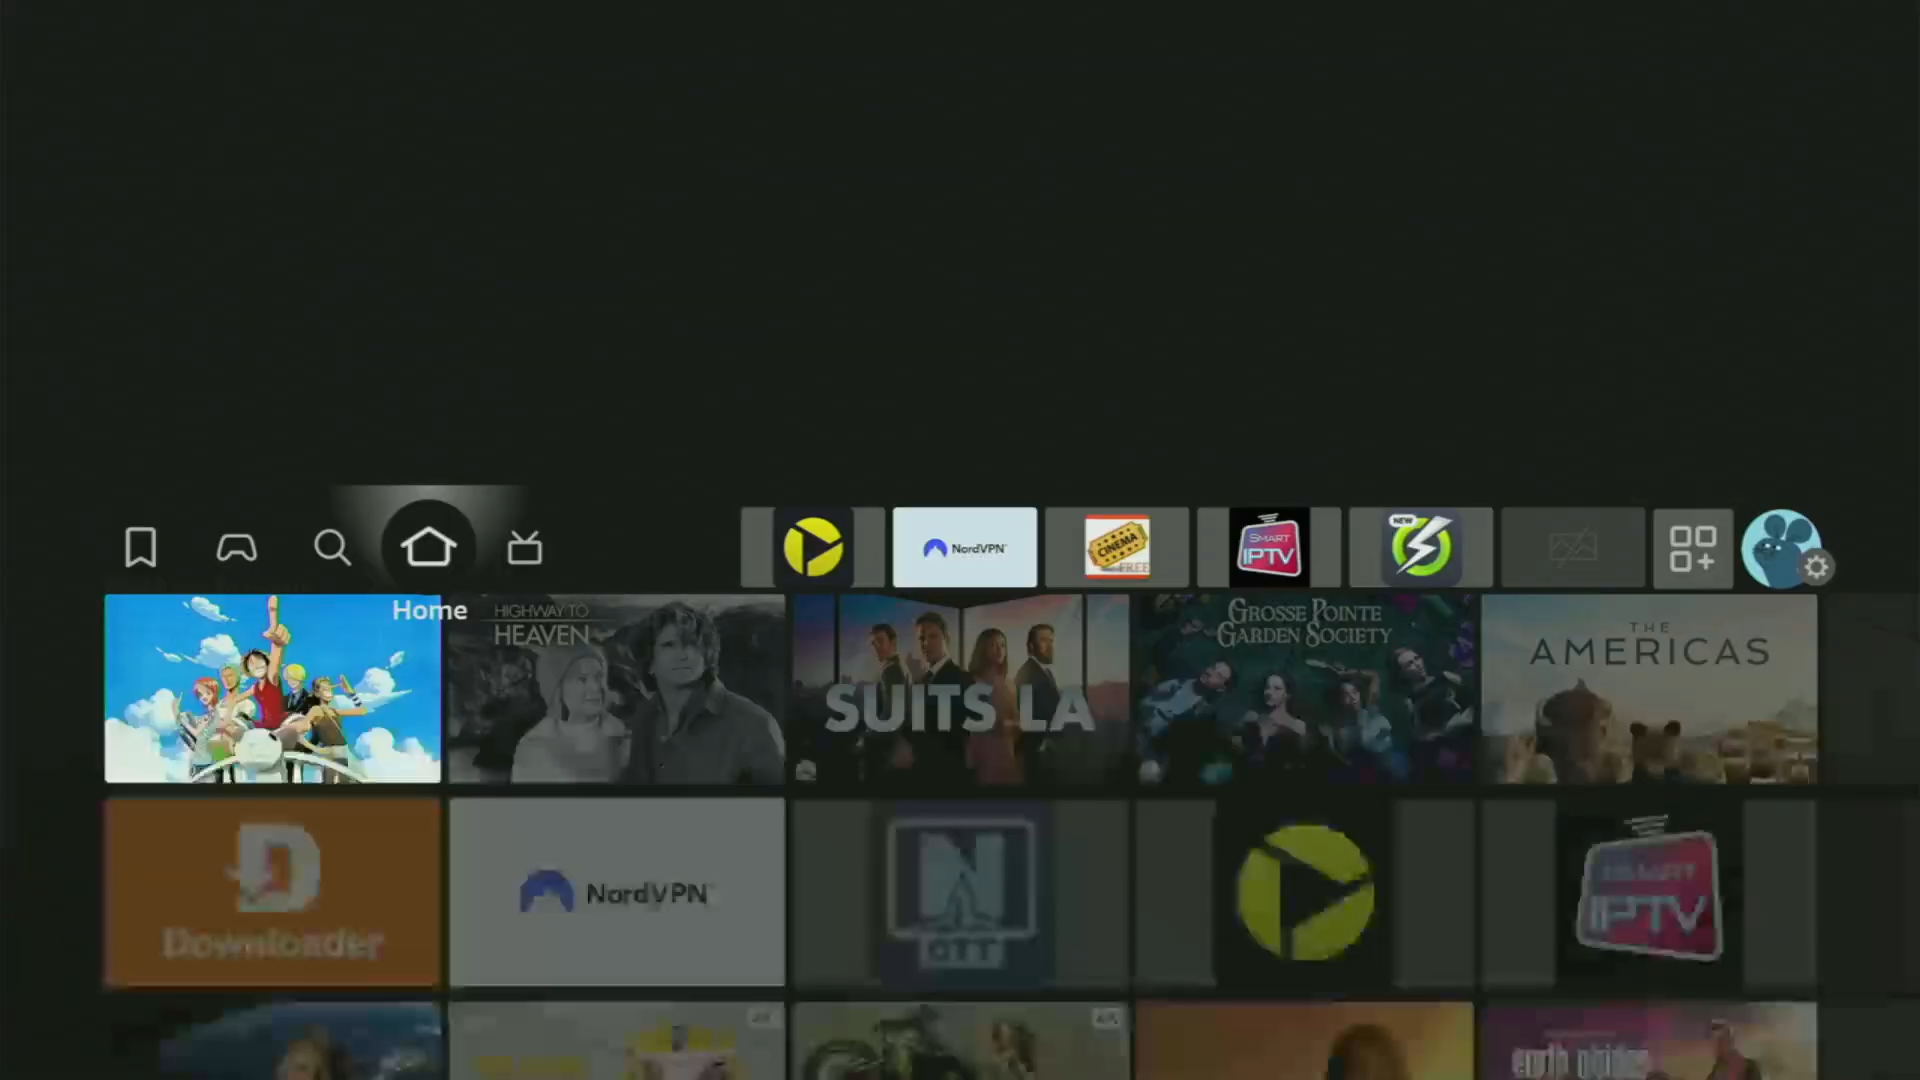 NordVPN
CINEMA
FREE
SMART
IPTV
NEW
Home
HIGHWAY TO
HEAVEN
SUITS LA
GROSSE POINTE
GARDEN SOCIETY
THE
AMERICAS
Downloader
NordVPN
N
OTT
SMART
IPTV